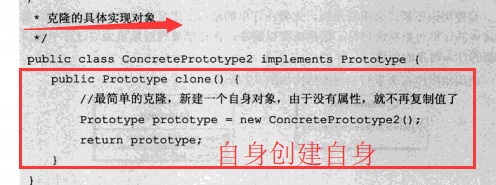 * 克隆的具体实现对象
*/
public class ConcretePrototype2 implements Prototype {
public Prototype clone() {
//最简单的克隆，新建一个自身对象，由于没有属性，就不再复制值了
Prototype prototype = new ConcretePrototype2();
return prototype;
}
自身创建自身
}